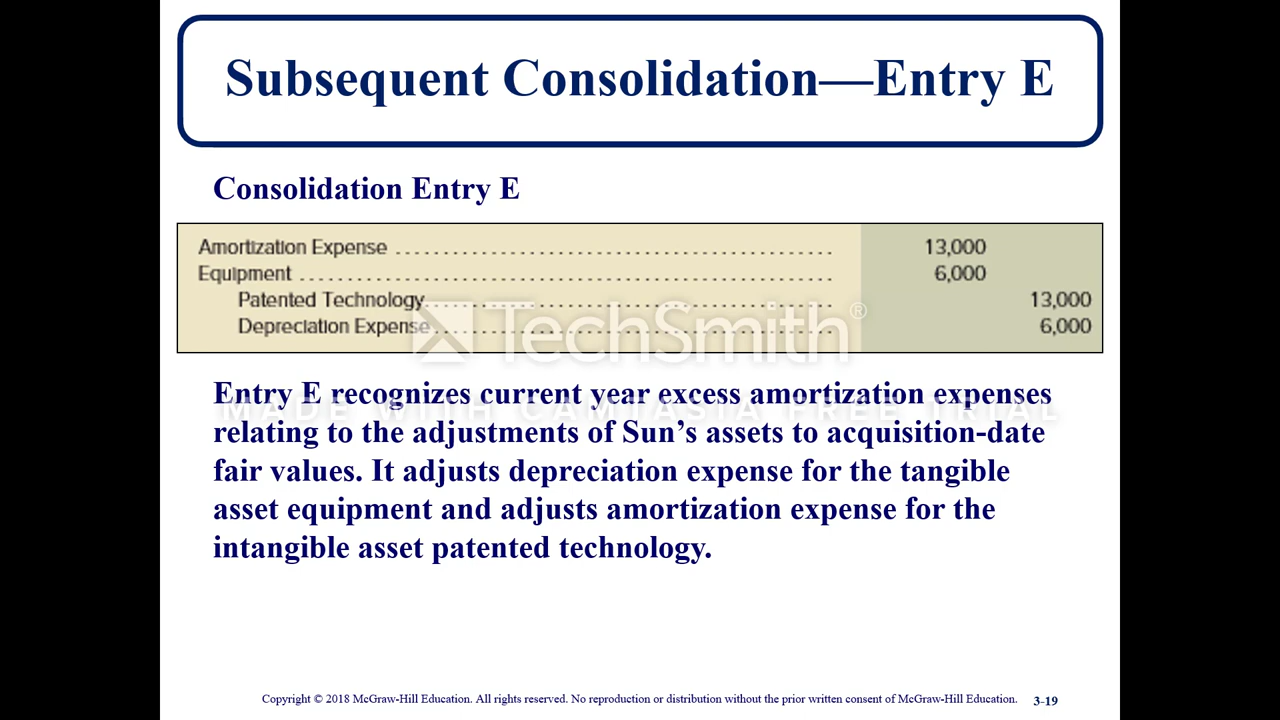 Subsequent Consolidation—Entry E
Consolidation Entry E
Amortization Expense ........................................................ 13,000
Equipment ........................................................ 6,000
Patented Technology........................................................ 13,000
Depreciation Expense ........................................................ 6,000
TechSmith®
MADE WITH CAMTASIA FREE TRIAL
Entry E recognizes current year excess amortization expenses
relating to the adjustments of Sun’s assets to acquisition-date
fair values. It adjusts depreciation expense for the tangible
asset equipment and adjusts amortization expense for the
intangible asset patented technology.
Copyright © 2018 McGraw-Hill Education. All rights reserved. No reproduction or distribution without the prior written consent of McGraw-Hill Education. 3-19